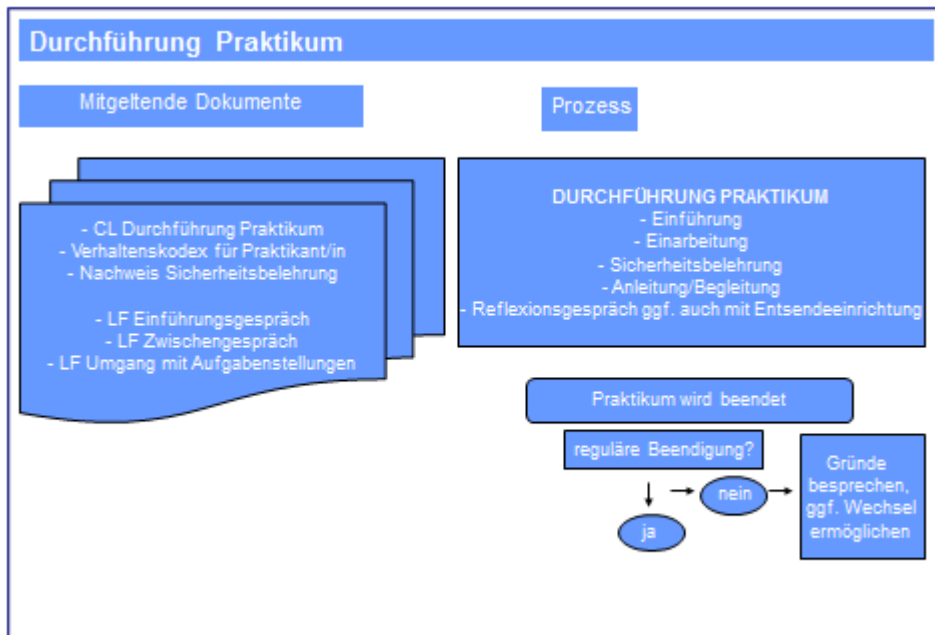 Durchführung Praktikum
Mitgeltende Dokumente
Prozess
- CL Durchführung Praktikum
- Verhaltenskodex für Praktikant/in
- Nachweis Sicherheitsbelehrung
- LF Einführungsgespräch
- LF Zwischengespräch
- LF Umgang mit Aufgabenstellungen
DURCHFÜHRUNG PRAKTIKUM
- Einführung
- Einarbeitung
- Sicherheitsbelehrung
- Anleitung/Begleitung
- Reflexionsgespräch ggf. auch mit Entsendeeinrichtung
Praktikum wird beendet
reguläre Beendigung?
nein
ja
Gründe
besprechen,
ggf. Wechsel
ermöglichen